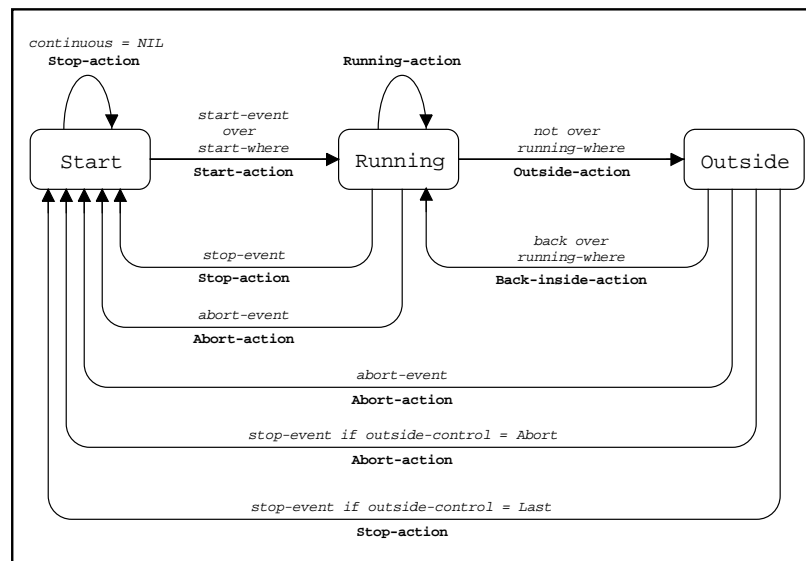 continuous = NIL
Stop-action
Running-action
start-event
over
start-where
Start-action
not over
running-where
Outside-action
Start
Running
Outside
stop-event
Stop-action
back over
running-where
Back-inside-action
abort-event
Abort-action
abort-event
Abort-action
stop-event if outside-control = Abort
Abort-action
stop-event if outside-control = Last
Stop-action